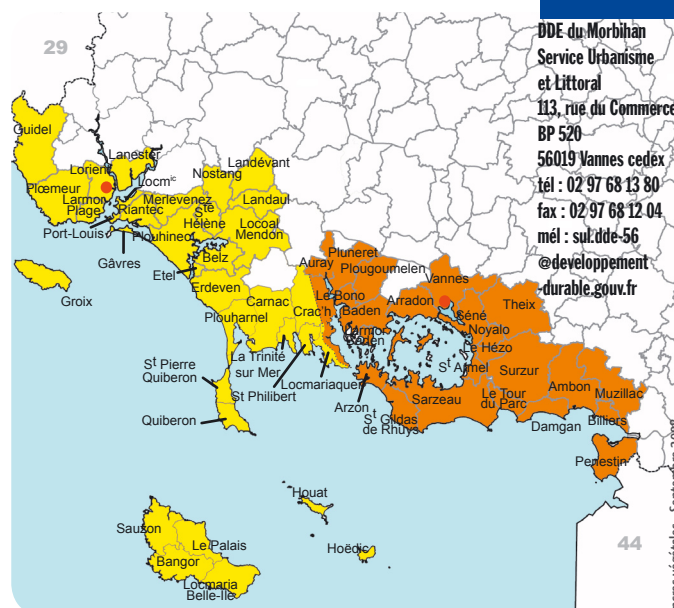 29
DDE du Morbihan
Service Urbanisme
et Littoral
113, rue du Commerce
BP 520
56019 Vannes cedex
tél : 02 97 68 13 80
fax : 02 97 68 12 04
mél : sul.dde-56
@developpement
-durable.gouv.fr
Guidel
Lanester
Lorient
Locmic
Plœmeur
Larmor
Plage
Port-Louis
Riantec
Gâvres
Groix
Nostang
Landévant
Merlevenez
Landaul
Ste
Hélène
Plouhinec
Locoal
Mendon
Belz
Etel
Erdeven
Carnac
Plouharnel
Crac'h
La Trinité
sur Mer
St Philibert
Locmariaquer
St Pierre
Quiberon
Quiberon
Pluneret
Auray
Plougoumelen
Le Bono
Baden
Larmor
Baden
Arradon
Vannes
Séné
Theix
Noyalo
Le Hézo
St Armel
Surzur
Arzon
St Gildas
de Rhuys
Sarzeau
Le Tour
du Parc
Ambon
Muzillac
Damgan
Billiers
Penestin
Houat
Hoëdic
Sauzon
Le Palais
Bangor
Locmaria
Belle-Ile
44